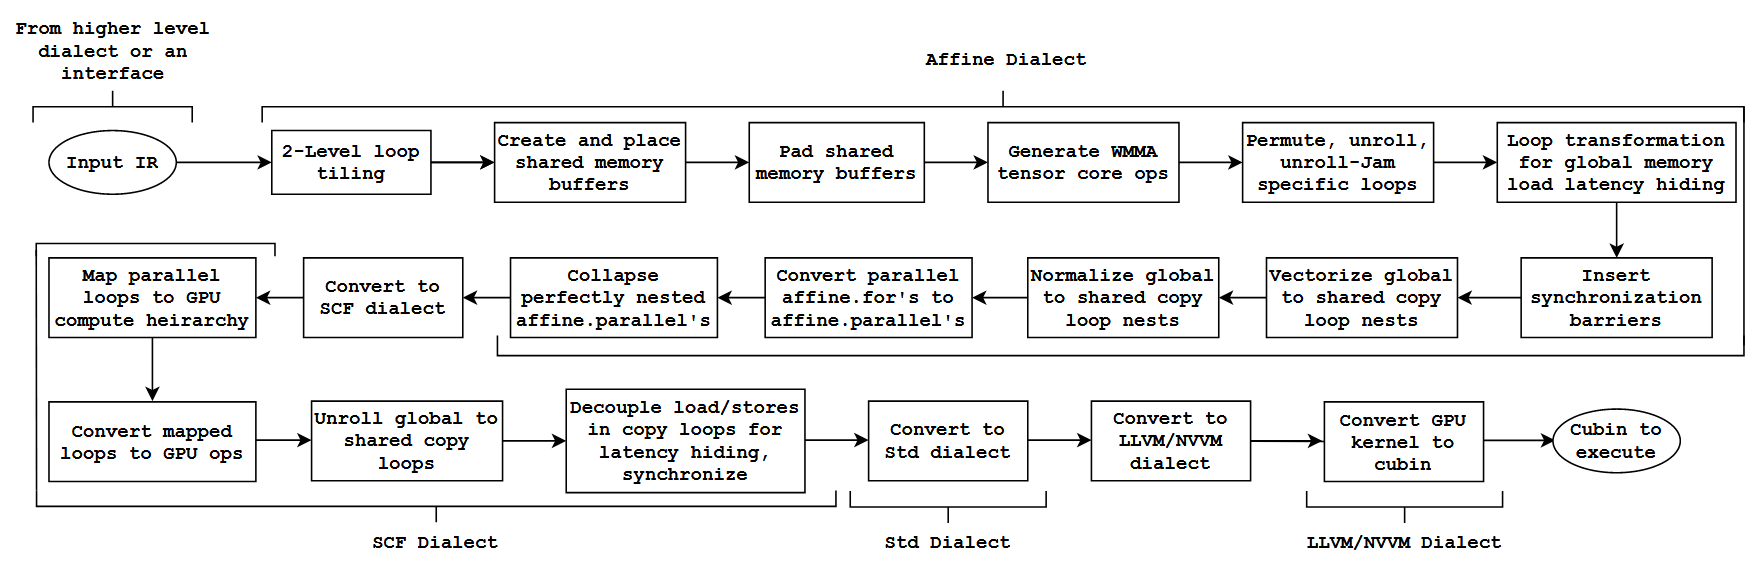 From higher level
dialect or an
interface
Affine Dialect
Input IR
2-Level loop
tiling
Create and place
shared memory
buffers
Pad shared
memory buffers
Generate WMMA
tensor core ops
Permute, unroll,
unroll-Jam
specific loops
Loop transformation
for global memory
load latency hiding
Insert
synchronization
barriers
Vectorize global
to shared copy
loop nests
Normalize global
to shared copy
loop nests
Convert parallel
affine.for's to
affine.parallel's
Collapse
perfectly nested
affine.parallel's
Convert to
SCF dialect
Map parallel
loops to GPU
compute heirarchy
Convert mapped
loops to GPU ops
Unroll global to
shared copy
loops
Decouple load/stores
in copy loops for
latency hiding,
synchronize
Convert to
Std dialect
Convert to
LLVM/NVVM
dialect
Convert GPU
kernel to
cubin
Cubin to
execute
SCF Dialect
Std Dialect
LLVM/NVVM Dialect